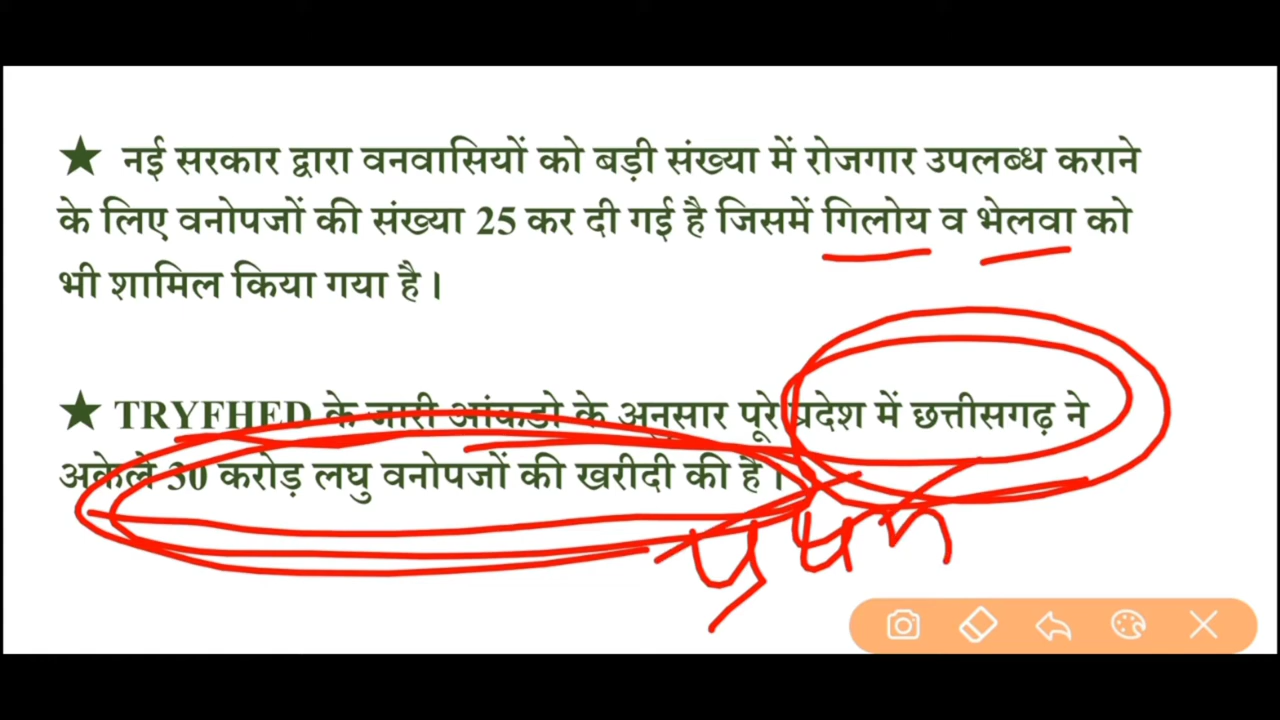 ★ नई सरकार द्वारा वनवासियों को बड़ी संख्या में रोजगार उपलब्ध कराने
के लिए वनोपजों की संख्या 25 कर दी गई है जिसमें गिलोय व भेलवा को
भी शामिल किया गया है।
★ TRYFHED के जारी आंकडो के अनुसार पूरे प्रदेश में छत्तीसगढ़ ने
अकेले 30 करोड़ लघु वनोपजों की खरीदी की है।